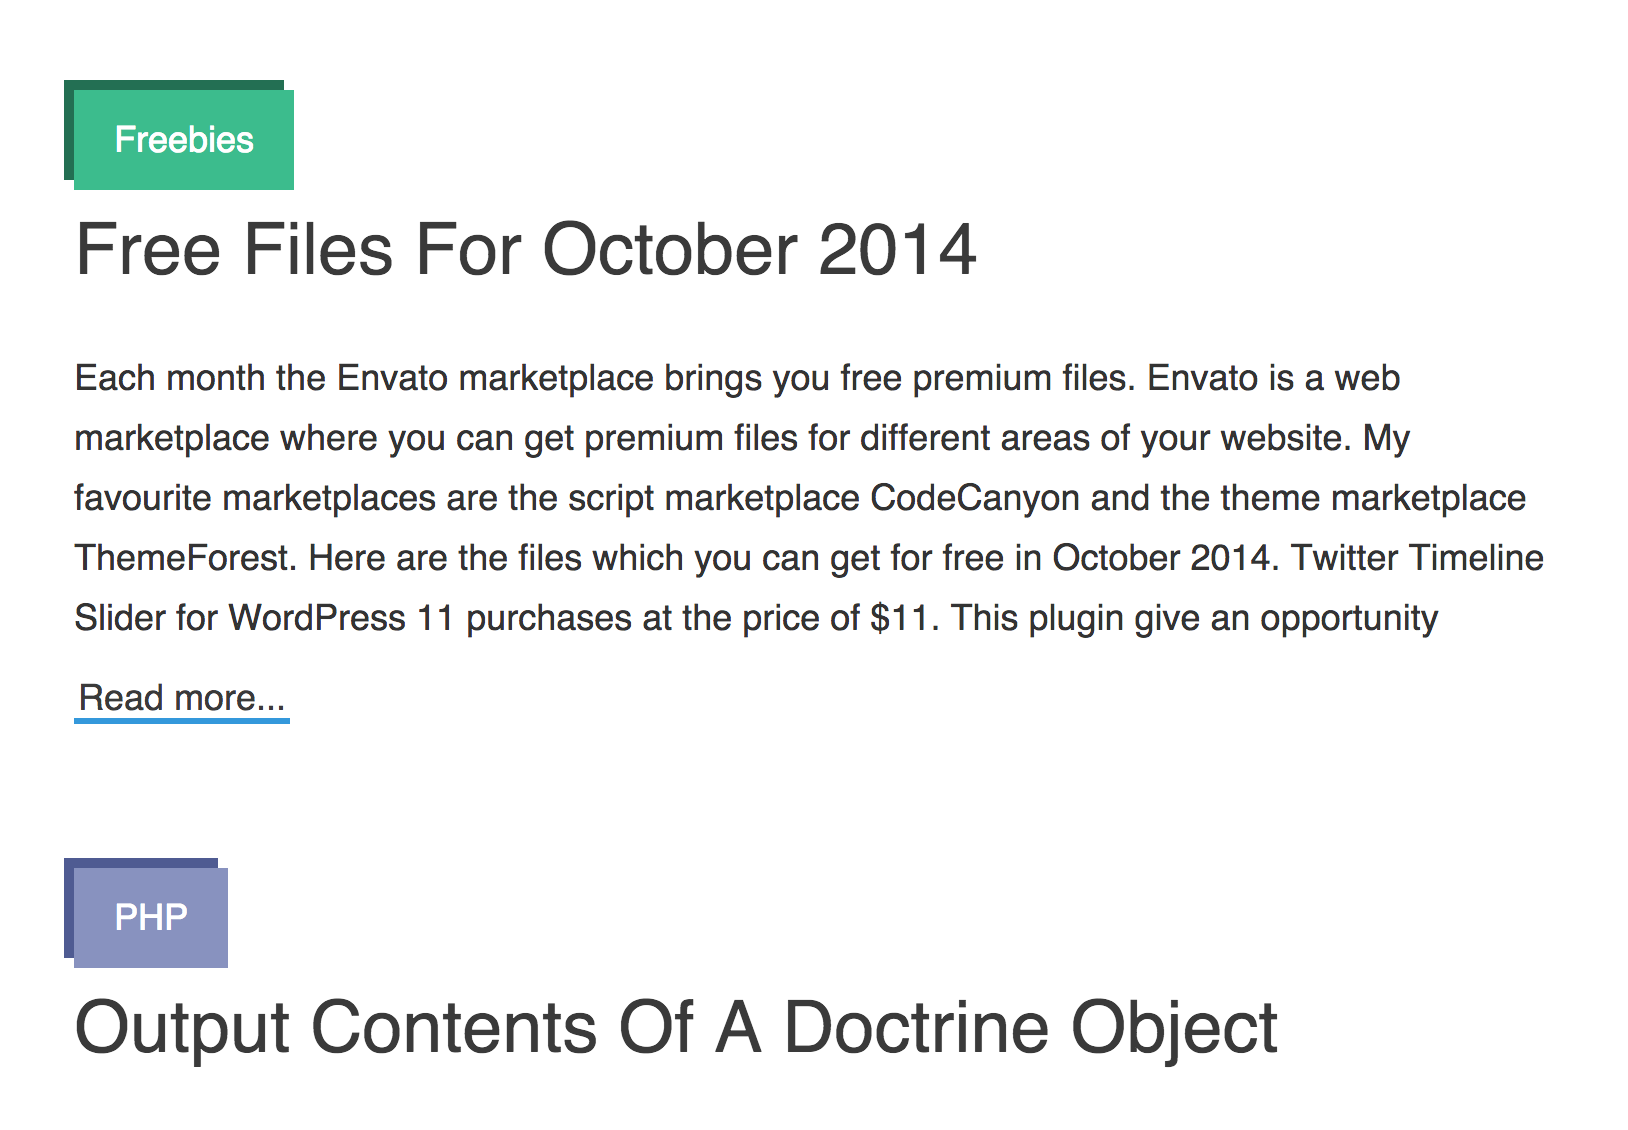 Freebies
Free Files For October 2014
Each month the Envato marketplace brings you free premium files. Envato is a web
marketplace where you can get premium files for different areas of your website. My
favourite marketplaces are the script marketplace CodeCanyon and the theme marketplace
ThemeForest. Here are the files which you can get for free in October 2014. Twitter Timeline
Slider for WordPress 11 purchases at the price of $11. This plugin give an opportunity
Read more...
PHP
Output Contents Of A Doctrine Object